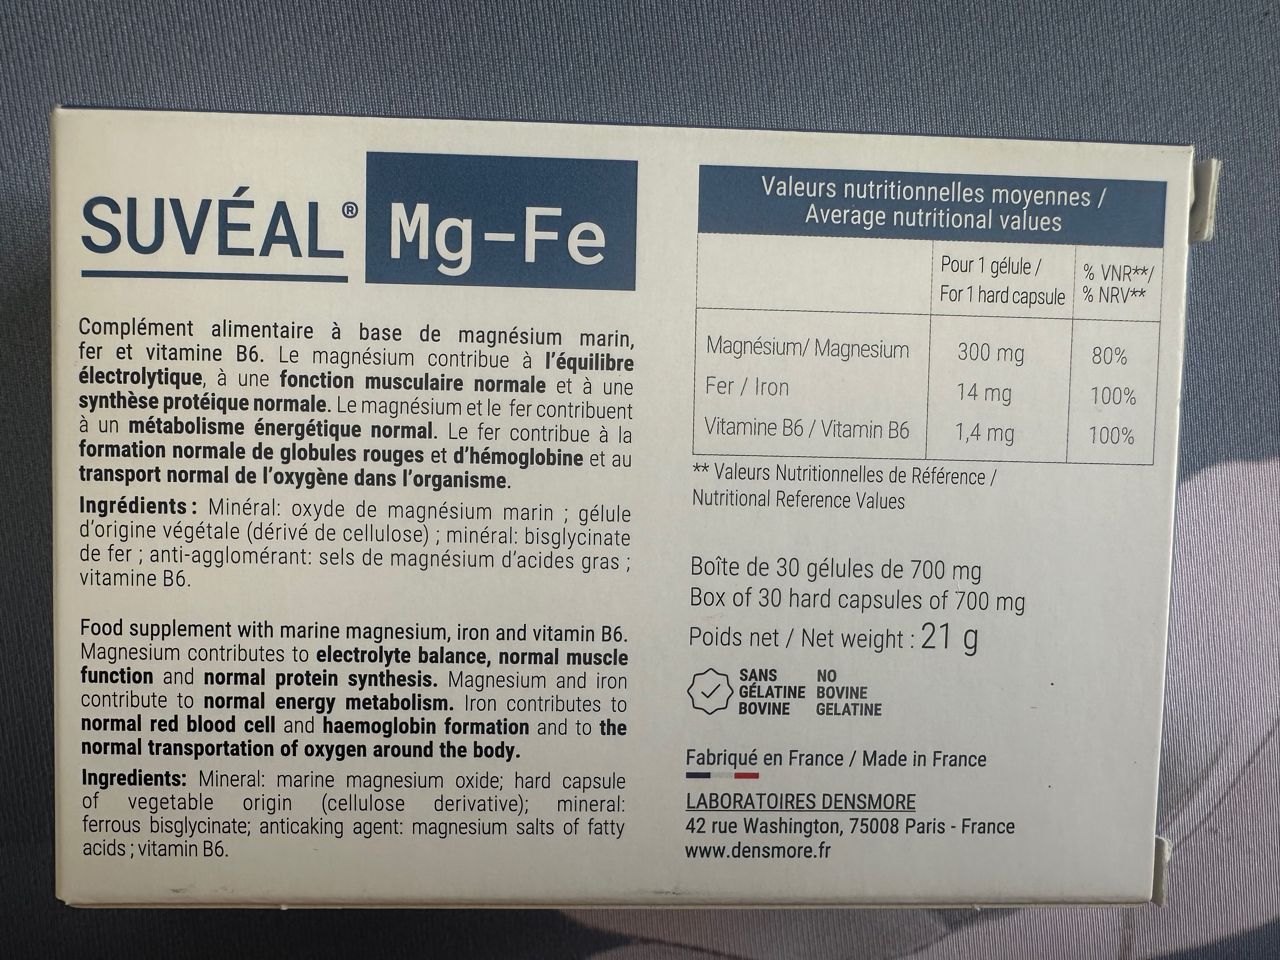 SUVÉAL® Mg-Fe
Complément alimentaire à base de magnésium marin,
fer et vitamine B6. Le magnésium contribue à l'équilibre
électrolytique, à une fonction musculaire normale et à une
synthèse protéique normale. Le magnésium et le fer contribuent
à un métabolisme énergétique normal. Le fer contribue à la
formation normale de globules rouges et d'hémoglobine et au
transport normal de l'oxygène dans l'organisme.
Ingrédients : Minéral: oxyde de magnésium marin ; gélule
d'origine végétale (dérivé de cellulose) ; minéral: bisglycinate
de fer ; anti-agglomérant: sels de magnésium d'acides gras ;
vitamine B6.
Food supplement with marine magnesium, iron and vitamin B6.
Magnesium contributes to electrolyte balance, normal muscle
function and normal protein synthesis. Magnesium and iron
contribute to normal energy metabolism. Iron contributes to
normal red blood cell and haemoglobin formation and to the
normal transportation of oxygen around the body.
Ingredients: Mineral: marine magnesium oxide; hard capsule
of vegetable origin (cellulose derivative); mineral:
ferrous bisglycinate; anticaking agent: magnesium salts of fatty
acids ; vitamin B6.
Valeurs nutritionnelles moyennes /
Average nutritional values
Pour 1 gélule / % VNR**/
For 1 hard capsule % NRV**
Magnésium/ Magnesium 300 mg 80%
Fer / Iron 14 mg 100%
Vitamine B6 / Vitamin B6 1,4 mg 100%
** Valeurs Nutritionnelles de Référence /
Nutritional Reference Values
Boîte de 30 gélules de 700 mg
Box of 30 hard capsules of 700 mg
Poids net / Net weight : 21 g
SANS NO
GÉLATINE BOVINE
BOVINE GELATINE
Fabriqué en France / Made in France
LABORATOIRES DENSMORE
42 rue Washington, 75008 Paris - France
www.densmore.fr